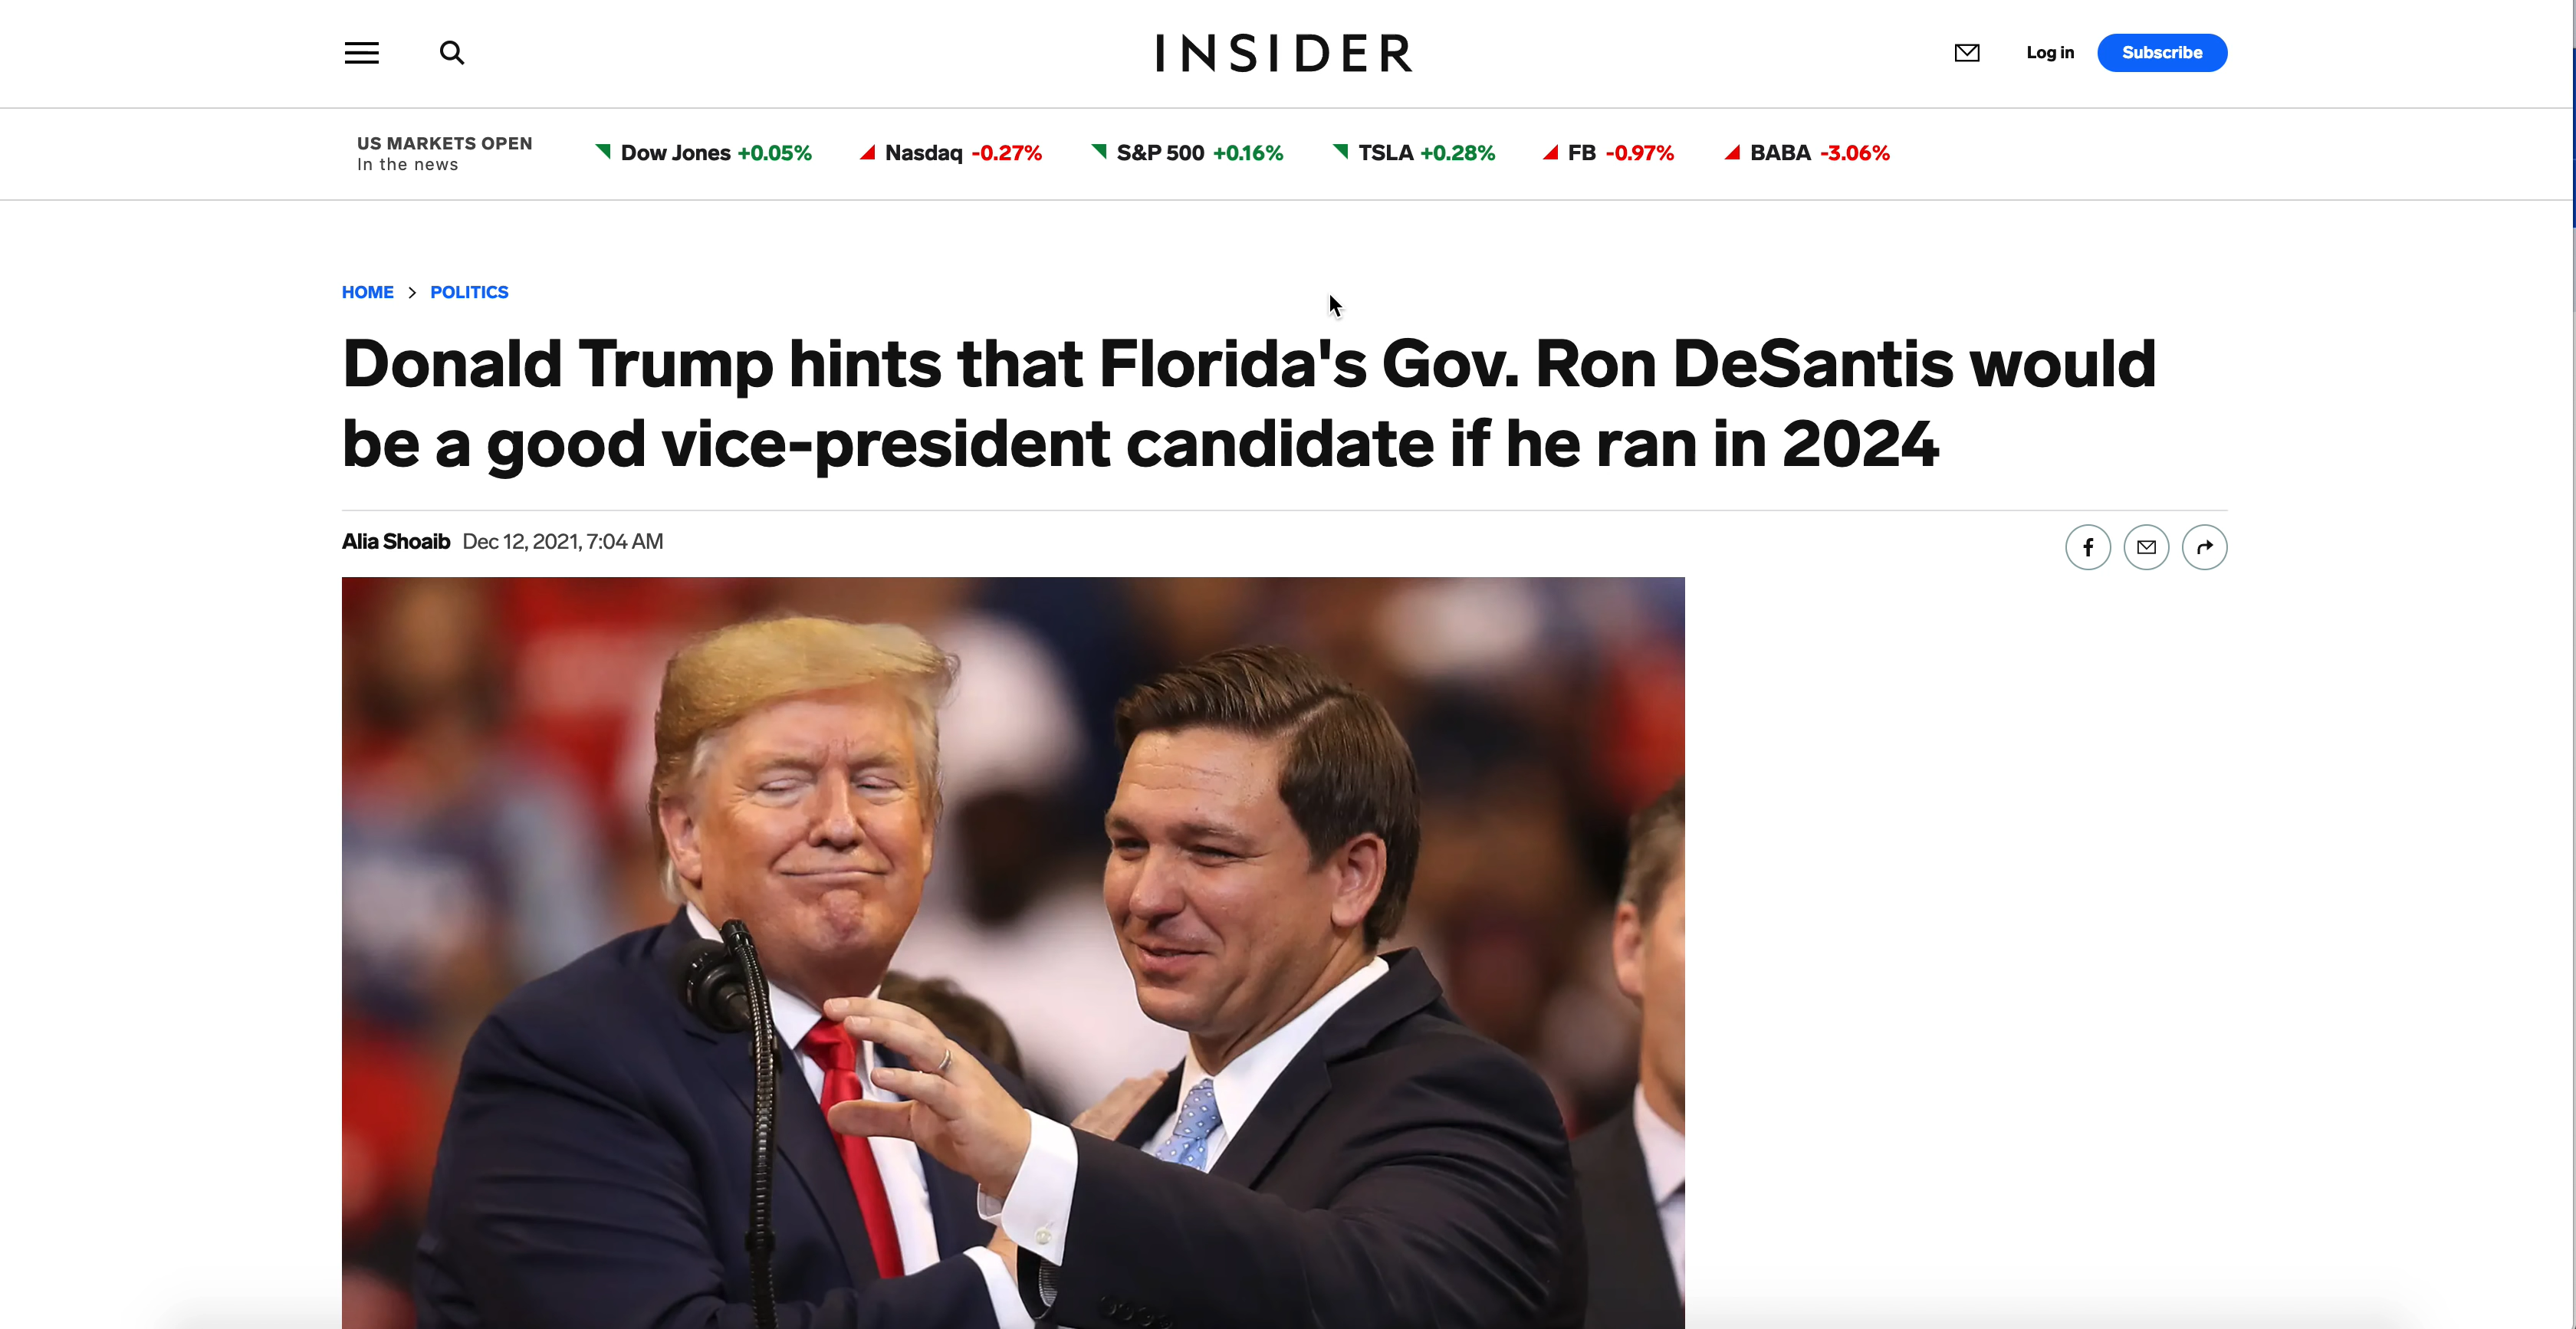 INSIDER
Log in
Subscribe
US MARKETS OPEN
In the news
Dow Jones +0.05%
Nasdaq -0.27%
S&P 500 +0.16%
TSLA +0.28%
FB -0.97%
BABA -3.06%
HOME > POLITICS
Donald Trump hints that Florida's Gov. Ron DeSantis would
be a good vice-president candidate if he ran in 2024
Alia Shoaib Dec 12, 2021, 7:04 AM